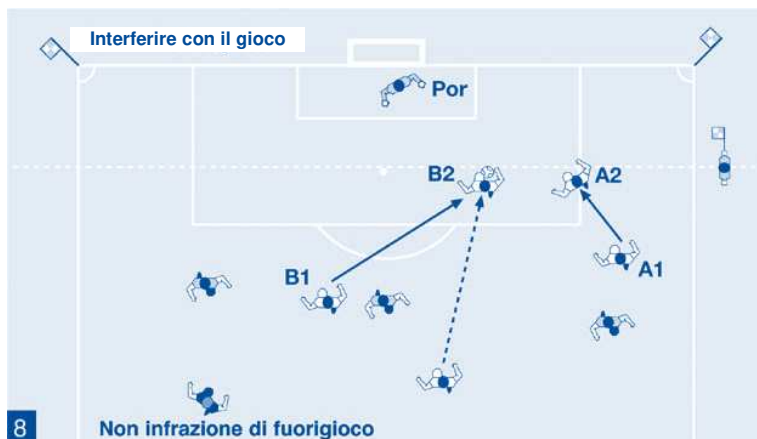 Interferire con il gioco
Por
B2
A2
B1
A1
8
Non infrazione di fuorigioco